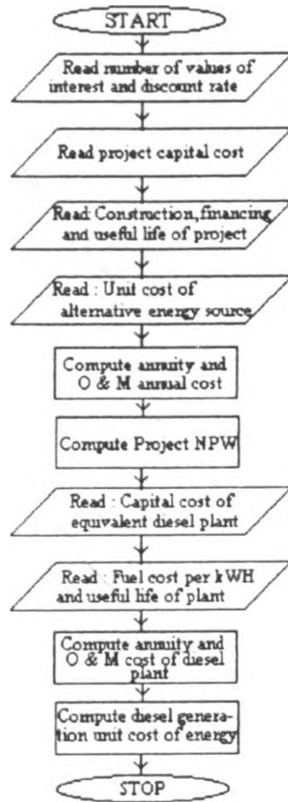 START
Read number of values of
interest and discount rate
Read project capital cost
Read: Construction, financing
and useful life of project
Read : Unit cost of
alternative energy source
Compute annuity and
O & M annual cost
Compute Project NPW
Read : Capital cost of
equivalent diesel plant
Read : Fuel cost per kWH
and useful life of plant
Compute annuity and
O & M cost of diesel
plant
Compute diesel genera-
tion unit cost of energy
STOP